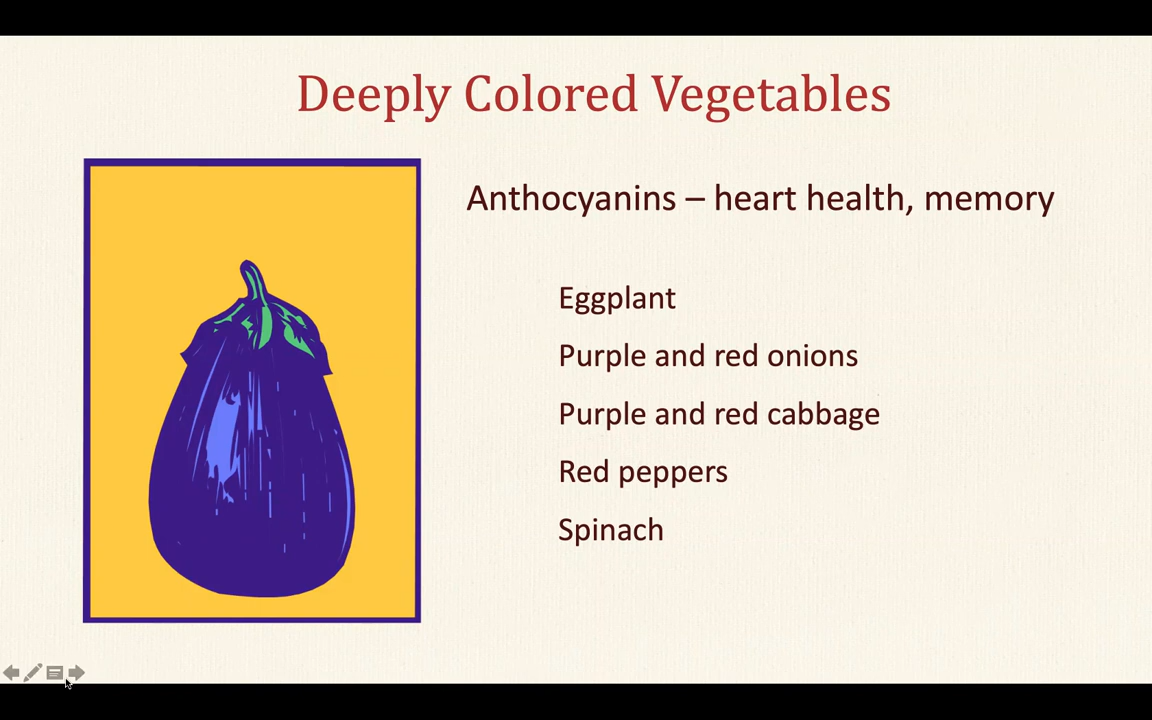 Deeply Colored Vegetables
Anthocyanins – heart health, memory
Eggplant
Purple and red onions
Purple and red cabbage
Red peppers
Spinach